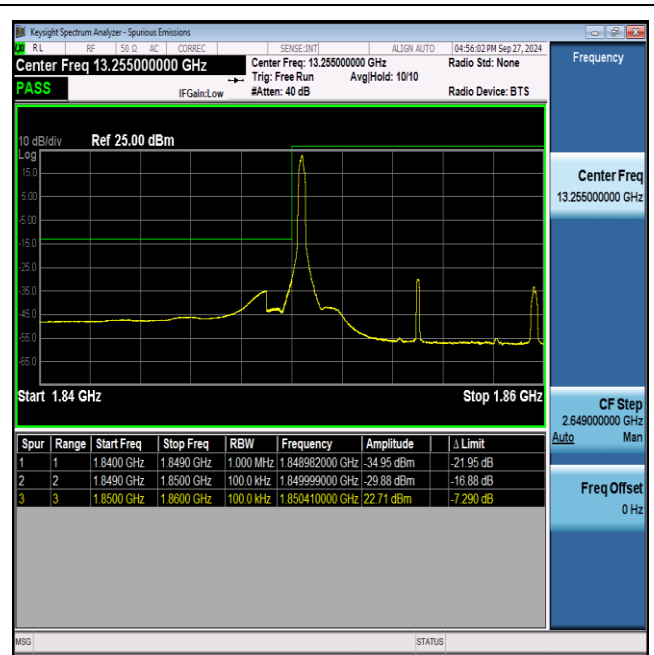 Keysight Spectrum Analyzer - Spurious Emissions
LXI RL RF 50 Ω AC CORREC SENSE:INT ALIGN AUTO 04:56:02 PM Sep 27, 2024
Center Freq 13.255000000 GHz Center Freq: 13.255000000 GHz Radio Std: None Frequency
Trig: Free Run Avg|Hold: 10/10
PASS IFGain:Low #Atten: 40 dB Radio Device: BTS
10 dB/div Ref 25.00 dBm
Log
15.0
5.00
-5.00
-15.0
-25.0
-35.0
-45.0
-55.0
-65.0
Start 1.84 GHz Stop 1.86 GHz
Center Freq
13.255000000 GHz
CF Step
2.649000000 GHz
Auto Man
Freq Offset
0 Hz
Spur Range Start Freq Stop Freq RBW Frequency Amplitude Δ Limit
1 1 1.8400 GHz 1.8490 GHz 1.000 MHz 1.848982000 GHz -34.95 dBm -21.95 dB
2 2 1.8490 GHz 1.8500 GHz 100.0 kHz 1.849999000 GHz -29.88 dBm -16.88 dB
3 3 1.8500 GHz 1.8600 GHz 100.0 kHz 1.850410000 GHz 22.71 dBm -7.290 dB
MSG STATUS